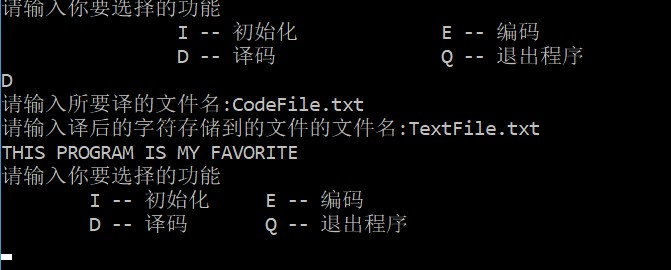 请输入你要选择的功能
I -- 初始化 E -- 编码
D -- 译码 Q -- 退出程序
D
请输入所要译的文件名:CodeFile.txt
请输入译后的字符存储到的文件的文件名:TextFile.txt
THIS PROGRAM IS MY FAVORITE
请输入你要选择的功能
I -- 初始化 E -- 编码
D -- 译码 Q -- 退出程序